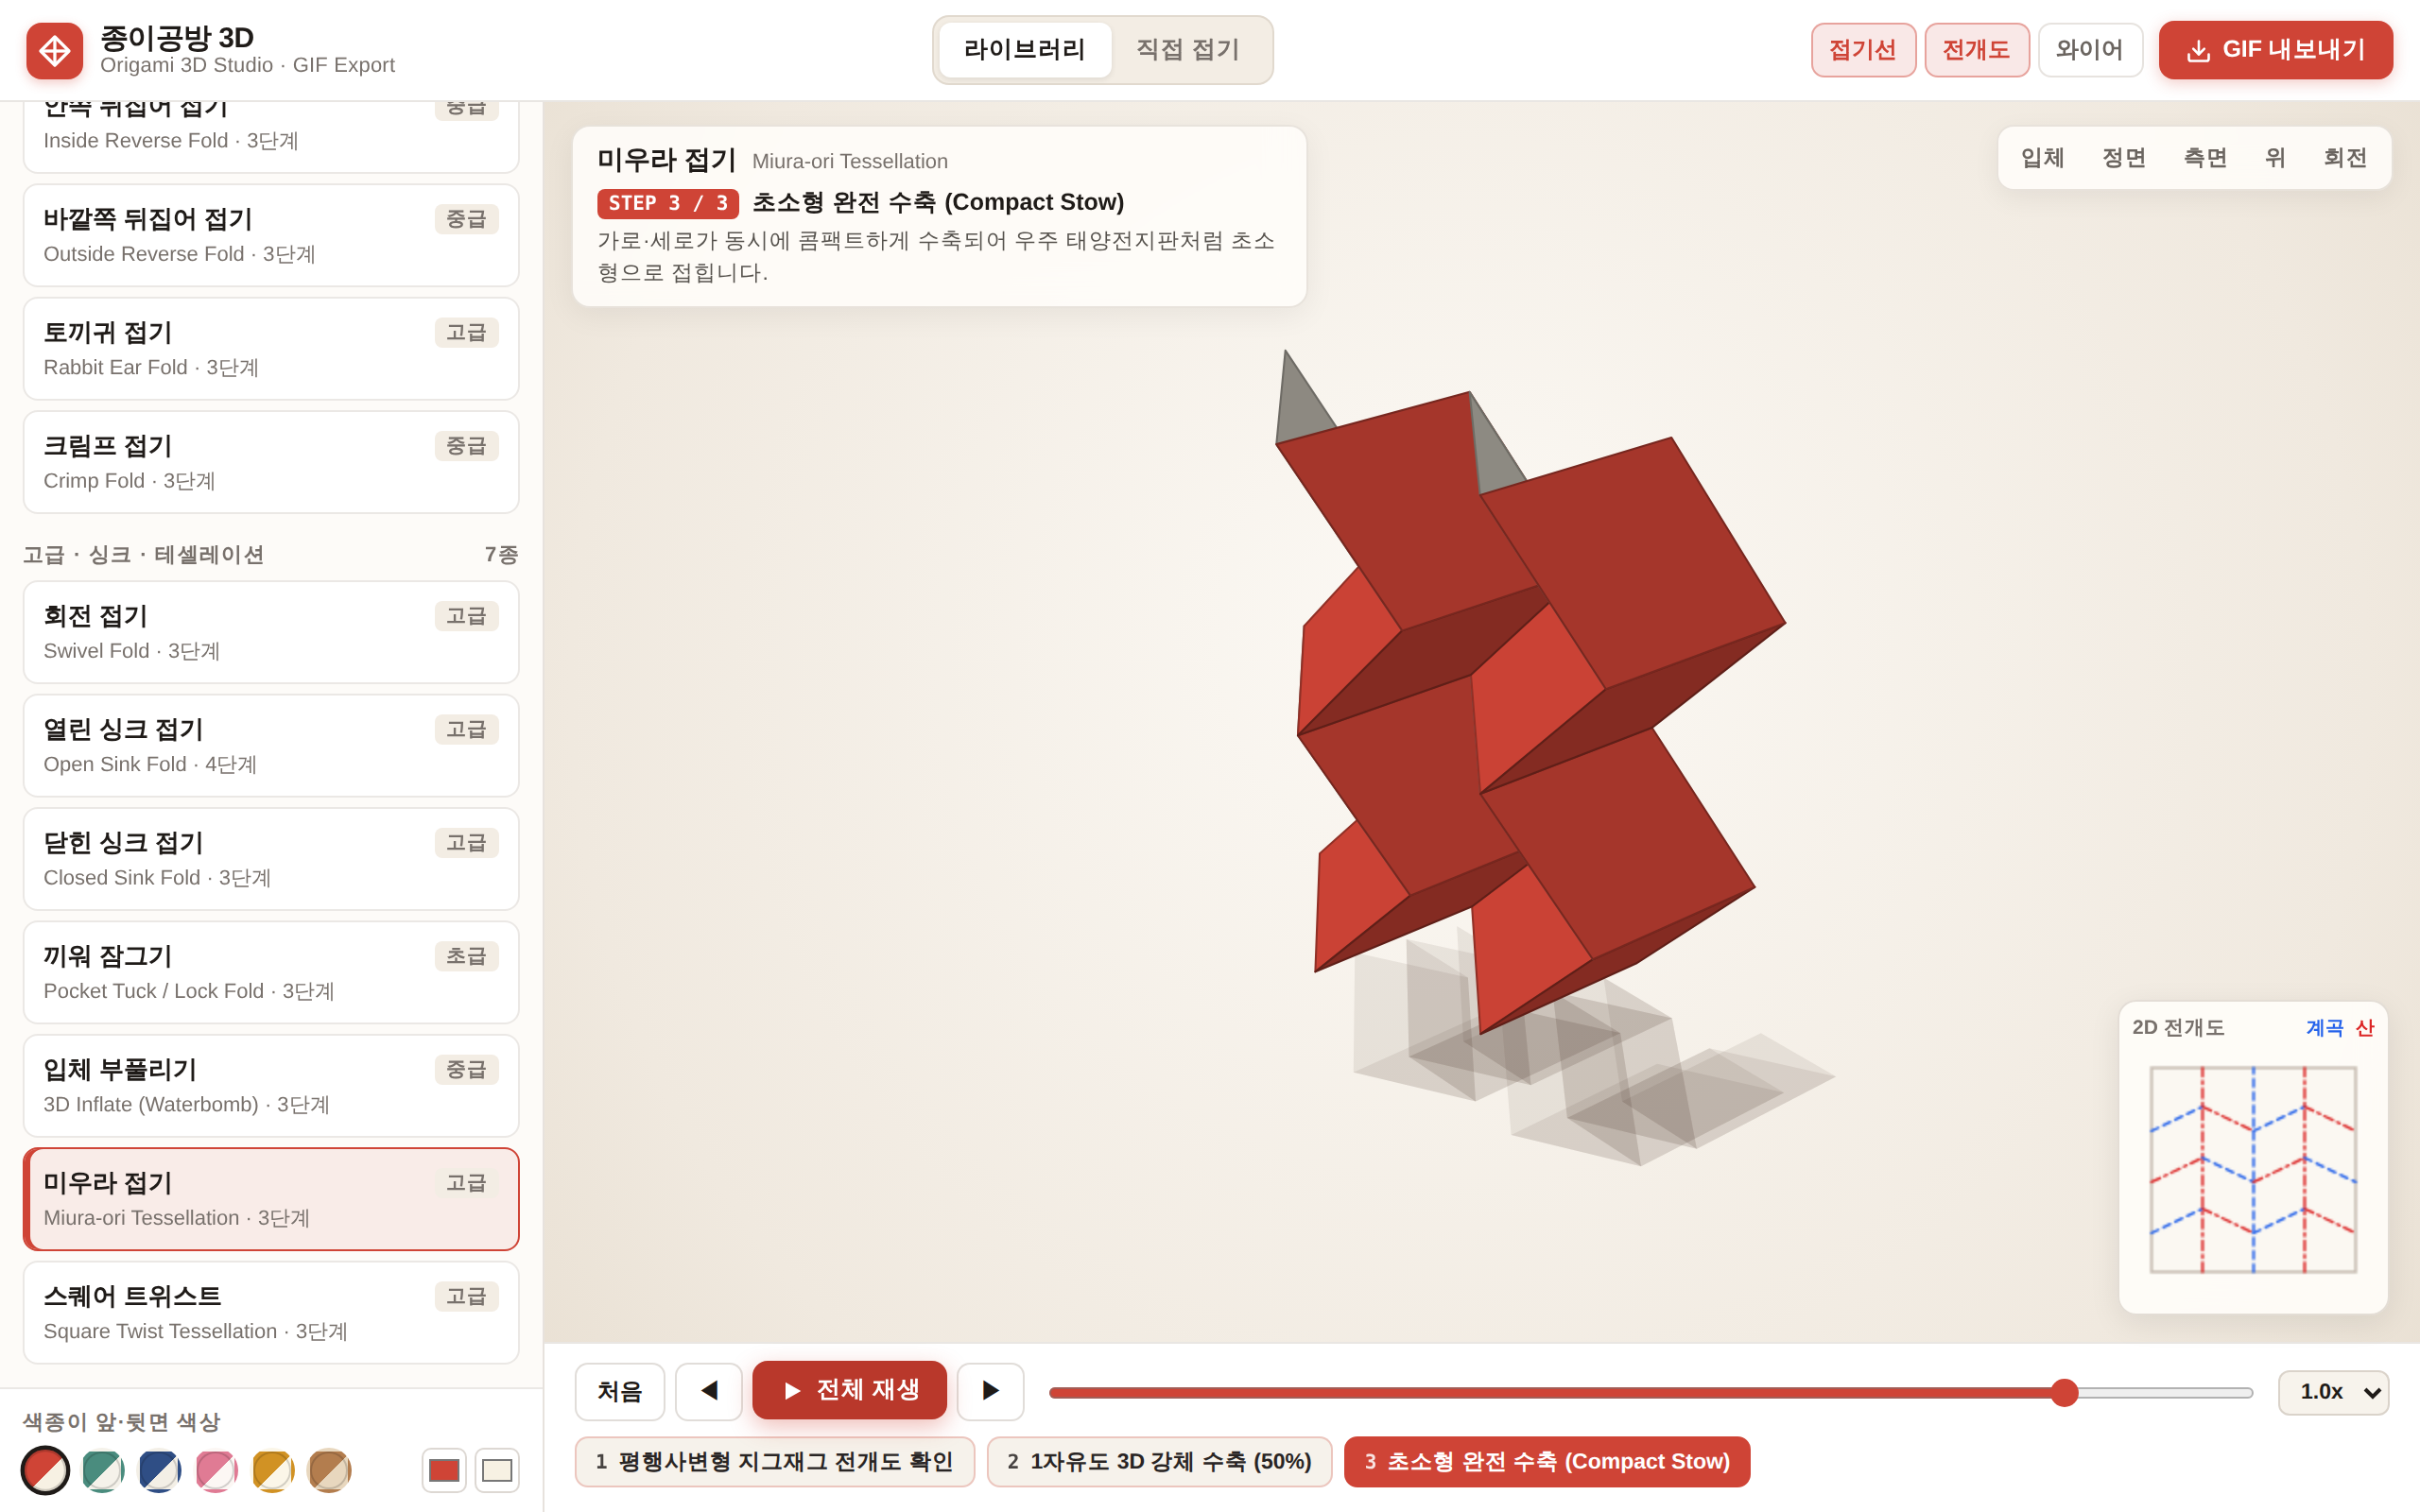 종이공방 3D
Origami 3D Studio · GIF Export
라이브러리
직접 접기
접기선
전개도
와이어
GIF 내보내기
안쪽 뒤집어 접기
중급
Inside Reverse Fold · 3단계
바깥쪽 뒤집어 접기
중급
Outside Reverse Fold · 3단계
토끼귀 접기
고급
Rabbit Ear Fold · 3단계
크림프 접기
중급
Crimp Fold · 3단계
고급 · 싱크 · 테셀레이션
7종
회전 접기
고급
Swivel Fold · 3단계
열린 싱크 접기
고급
Open Sink Fold · 4단계
닫힌 싱크 접기
고급
Closed Sink Fold · 3단계
끼워 잠그기
초급
Pocket Tuck / Lock Fold · 3단계
입체 부풀리기
중급
3D Inflate (Waterbomb) · 3단계
미우라 접기
고급
Miura-ori Tessellation · 3단계
스퀘어 트위스트
고급
Square Twist Tessellation · 3단계
색종이 앞·뒷면 색상
미우라 접기 Miura-ori Tessellation
STEP 3 / 3 초소형 완전 수축 (Compact Stow)
가로·세로가 동시에 콤팩트하게 수축되어 우주 태양전지판처럼 초소
형으로 접힙니다.
입체
정면
측면
위
회전
2D 전개도
계곡 산
처음
전체 재생
1.0x
1 평행사변형 지그재그 전개도 확인
2 1자유도 3D 강체 수축 (50%)
3 초소형 완전 수축 (Compact Stow)